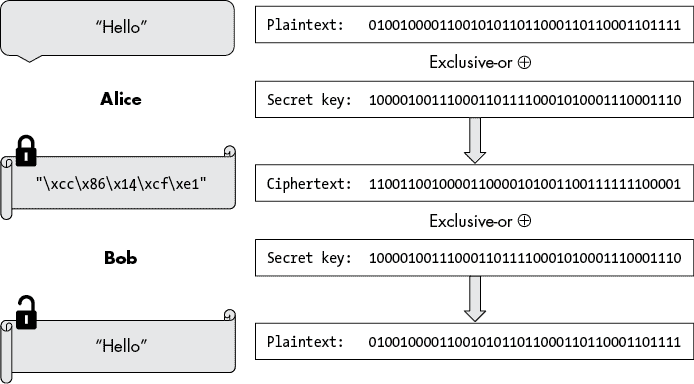 “Hello”
Plaintext: 0100100001100101011011000110110001101111
Exclusive-or ⊕
Alice
Secret key: 1000010011100011011110001010001110001110
"\xcc\x86\x14\xcf\xe1"
Ciphertext: 1100110010000110000101001100111111100001
Exclusive-or ⊕
Bob
Secret key: 1000010011100011011110001010001110001110
“Hello”
Plaintext: 0100100001100101011011000110110001101111